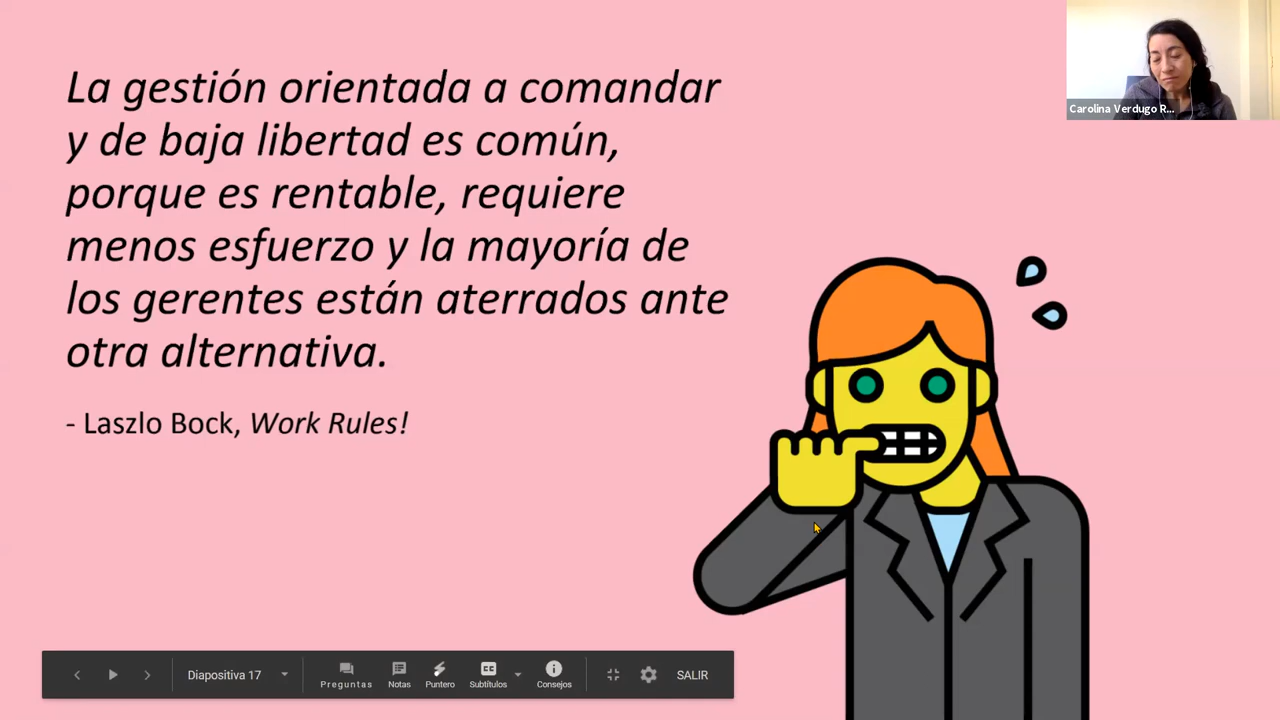 La gestión orientada a comandar
y de baja libertad es común,
porque es rentable, requiere
menos esfuerzo y la mayoría de
los gerentes están aterrados ante
otra alternativa.
- Laszlo Bock, Work Rules!
Carolina Verdugo R...
Diapositiva 17
Preguntas
Notas
Puntero
CC
Subtítulos
Consejos
SALIR